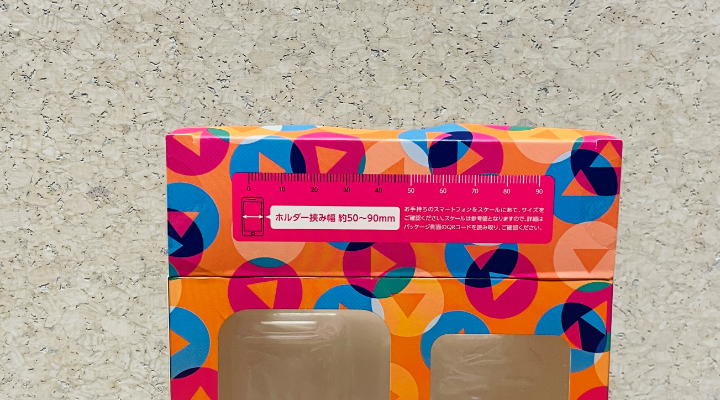 0 10 20 30 40 50 60 70 80 90
ホルダー挟み幅 約50〜90mm
お手持ちのスマートフォンをスケールにあて、サイズを
ご確認ください。スケールは参考値となりますので、詳細は
パッケージ側面のQRコードを読み取り、ご確認ください。